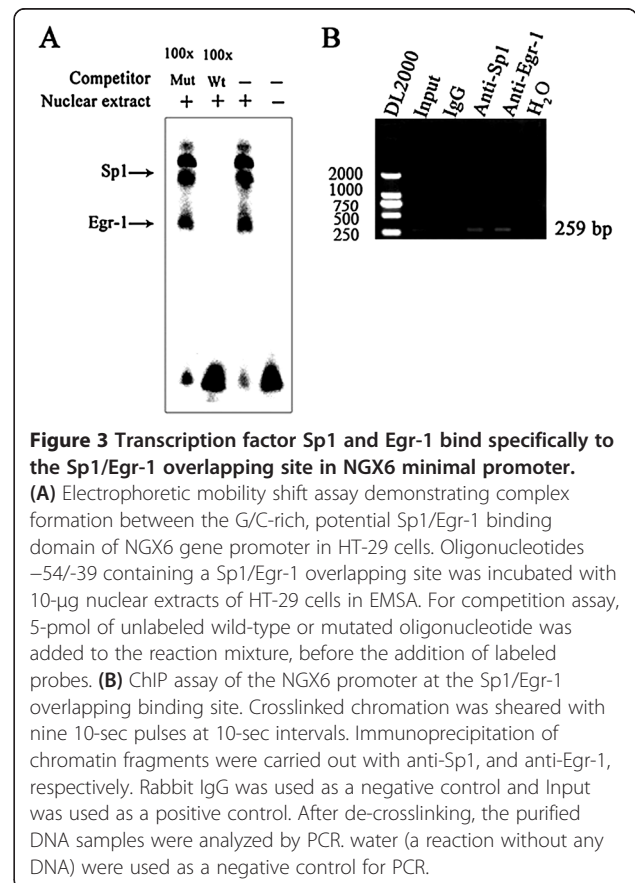 A
100x 100x
Competitor Mut Wt – –
Nuclear extract + + + –
Sp1→
Egr-1→
B
DL2000 Input IgG Anti-Sp1 Anti-Egr-1 H2O
2000
1000
750
500
250
259 bp
Figure 3 Transcription factor Sp1 and Egr-1 bind specifically to
the Sp1/Egr-1 overlapping site in NGX6 minimal promoter.
(A) Electrophoretic mobility shift assay demonstrating complex
formation between the G/C-rich, potential Sp1/Egr-1 binding
domain of NGX6 gene promoter in HT-29 cells. Oligonucleotides
−54/-39 containing a Sp1/Egr-1 overlapping site was incubated with
10-μg nuclear extracts of HT-29 cells in EMSA. For competition assay,
5-pmol of unlabeled wild-type or mutated oligonucleotide was
added to the reaction mixture, before the addition of labeled
probes. (B) ChIP assay of the NGX6 promoter at the Sp1/Egr-1
overlapping binding site. Crosslinked chromation was sheared with
nine 10-sec pulses at 10-sec intervals. Immunoprecipitation of
chromatin fragments were carried out with anti-Sp1, and anti-Egr-1,
respectively. Rabbit IgG was used as a negative control and Input
was used as a positive control. After de-crosslinking, the purified
DNA samples were analyzed by PCR. water (a reaction without any
DNA) were used as a negative control for PCR.